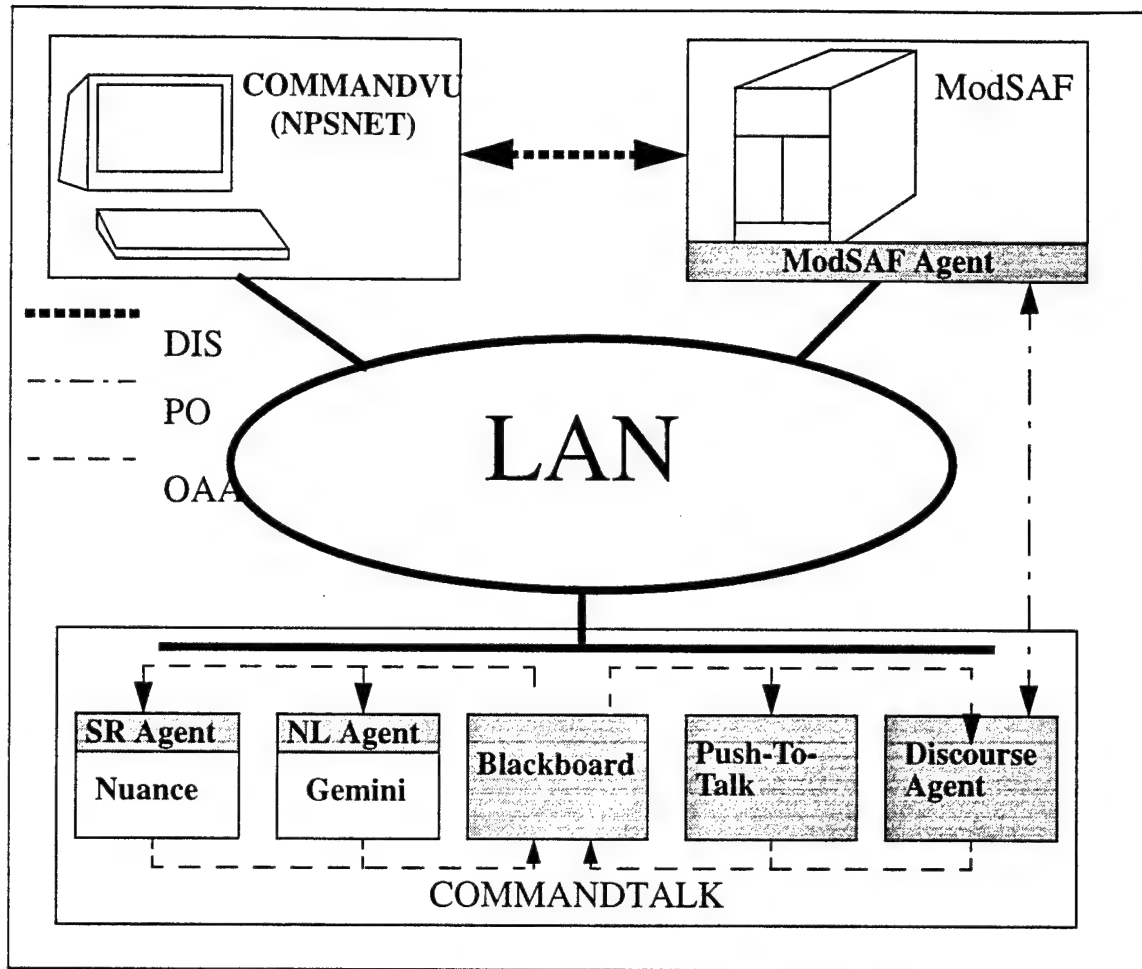 COMMANDVU
(NPSNET)
ModSAF
ModSAF Agent
DIS
PO
OAA
LAN
SR Agent
Nuance
NL Agent
Gemini
Blackboard
Push-To-
Talk
Discourse
Agent
COMMANDTALK